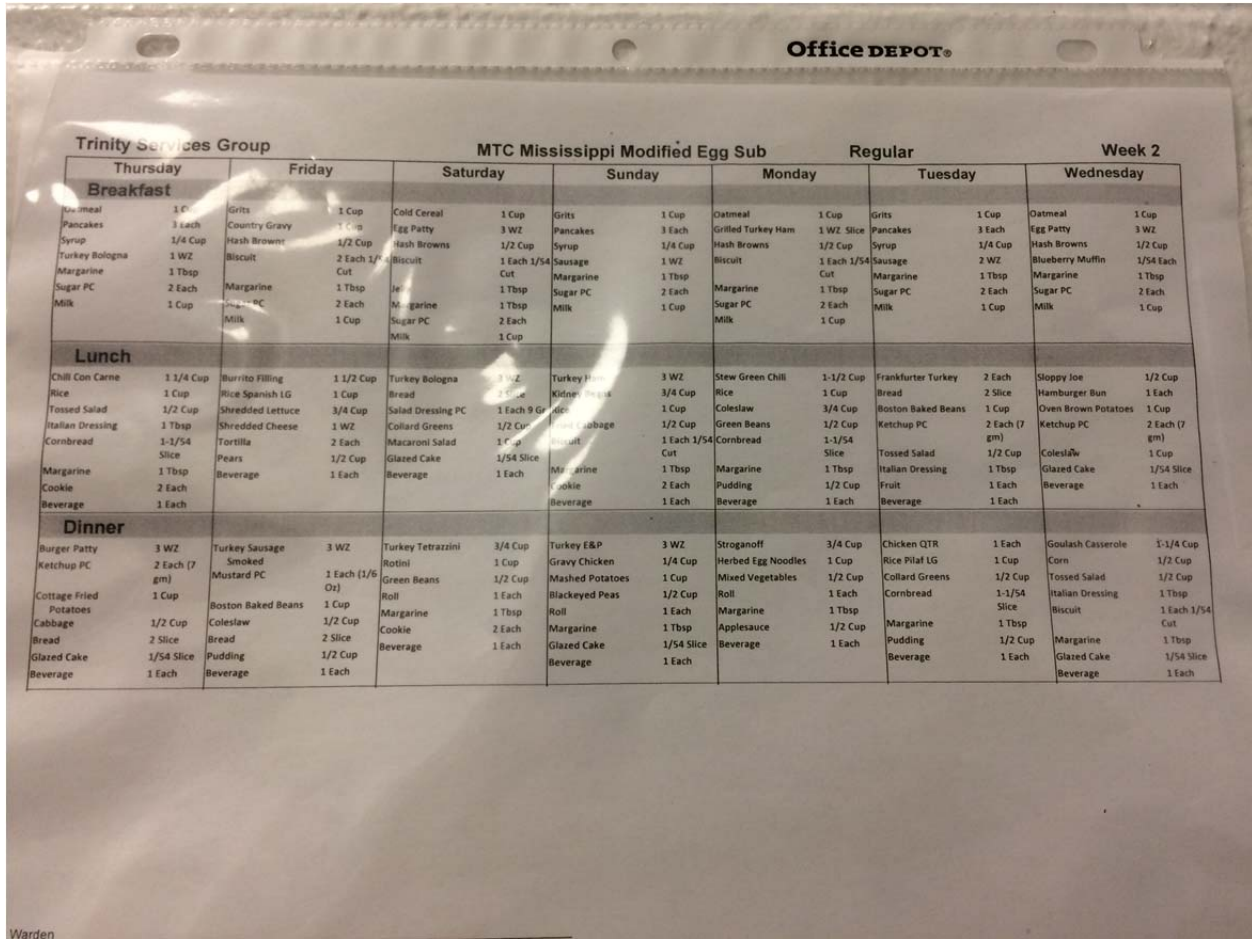 Office DEPOT®
Trinity Services Group MTC Mississippi Modified Egg Sub Regular Week 2
Thursday Friday Saturday Sunday Monday Tuesday Wednesday
Breakfast
Oatmeal 1 C Grits 1 Cup Cold Cereal 1 Cup Grits 1 Cup Oatmeal 1 Cup Grits 1 Cup Oatmeal 1 Cup
Pancakes 3 Each Country Gravy 1 Cup Egg Patty 3 WZ Pancakes 3 Each Grilled Turkey Ham 1 WZ Slice Pancakes 3 Each Egg Patty 3 WZ
Syrup 1/4 Cup Hash Browns 1/2 Cup Hash Browns 1/2 Cup Syrup 1/4 Cup Hash Browns 1/2 Cup Syrup 1/4 Cup Hash Browns 1/2 Cup
Turkey Bologna 1 WZ Biscuit 2 Each 1/54 Biscuit 1 Each 1/54 Sausage 1 WZ Biscuit 1 Each 1/54 Sausage 2 WZ Blueberry Muffin 1/54 Each
Cut Cut Cut
Margarine 1 Tbsp Margarine 1 Tbsp 1 Tbsp Margarine 1 Tbsp Margarine 1 Tbsp Margarine 1 Tbsp Margarine 1 Tbsp
Sugar PC 2 Each Sugar PC 2 Each Margarine 1 Tbsp Sugar PC 2 Each Sugar PC 2 Each Sugar PC 2 Each Sugar PC 2 Each
Milk 1 Cup Milk 1 Cup Sugar PC 2 Each Milk 1 Cup Milk 1 Cup Milk 1 Cup Milk 1 Cup
Milk 1 Cup
Lunch
Chili Con Carne 1 1/4 Cup Burrito Filling 1 1/2 Cup Turkey Bologna 3 WZ Turkey Ham 3 WZ Stew Green Chili 1-1/2 Cup Frankfurter Turkey 2 Each Sloppy Joe 1/2 Cup
Rice 1 Cup Rice Spanish LG 1 Cup Bread 2 Slice Kidney Beans 3/4 Cup Rice 1 Cup Bread 2 Slice Hamburger Bun 1 Each
Tossed Salad 1/2 Cup Shredded Lettuce 3/4 Cup Salad Dressing PC 1 Each 9 Gr Rice 1 Cup Coleslaw 3/4 Cup Boston Baked Beans 1 Cup Oven Brown Potatoes 1 Cup
Italian Dressing 1 Tbsp Shredded Cheese 1 WZ Collard Greens 1/2 Cup Fried Cabbage 1/2 Cup Green Beans 1/2 Cup Ketchup PC 2 Each (7 gm) Ketchup PC 2 Each (7 gm)
Cornbread 1-1/54 Slice Tortilla 2 Each Macaroni Salad 1 Cup Biscuit 1 Each 1/54 Cut Cornbread 1-1/54 Slice Tossed Salad 1/2 Cup Coleslaw 1 Cup
Pears 1/2 Cup Glazed Cake 1/54 Slice
Margarine 1 Tbsp Beverage 1 Each Beverage 1 Each Margarine 1 Tbsp Margarine 1 Tbsp Italian Dressing 1 Tbsp Glazed Cake 1/54 Slice
Cookie 2 Each Cookie 2 Each Pudding 1/2 Cup Fruit 1 Each Beverage 1 Each
Beverage 1 Each Beverage 1 Each Beverage 1 Each Beverage 1 Each
Dinner
Burger Patty 3 WZ Turkey Sausage Smoked 3 WZ Turkey Tetrazzini 3/4 Cup Turkey E&P 3 WZ Stroganoff 3/4 Cup Chicken QTR 1 Each Goulash Casserole 1-1/4 Cup
Ketchup PC 2 Each (7 gm) Mustard PC 1 Each (1/6 Oz) Rotini 1 Cup Gravy Chicken 1/4 Cup Herbed Egg Noodles 1 Cup Rice Pilaf LG 1 Cup Corn 1/2 Cup
Green Beans 1/2 Cup Mashed Potatoes 1 Cup Mixed Vegetables 1/2 Cup Collard Greens 1/2 Cup Tossed Salad 1/2 Cup
Cottage Fried Potatoes 1 Cup Boston Baked Beans 1 Cup Roll 1 Each Blackeyed Peas 1/2 Cup Roll 1 Each Cornbread 1-1/54 Slice Italian Dressing 1 Tbsp
Cabbage 1/2 Cup Coleslaw 1/2 Cup Margarine 1 Tbsp Roll 1 Each Margarine 1 Tbsp Biscuit 1 Each 1/54 Cut
Bread 2 Slice Bread 2 Slice Cookie 2 Each Margarine 1 Tbsp Applesauce 1/2 Cup Margarine 1 Tbsp Margarine 1 Tbsp
Glazed Cake 1/54 Slice Pudding 1/2 Cup Beverage 1 Each Glazed Cake 1/54 Slice Beverage 1 Each Pudding 1/2 Cup Glazed Cake 1/54 Slice
Beverage 1 Each Beverage 1 Each Beverage 1 Each Beverage 1 Each Beverage 1 Each
Warden